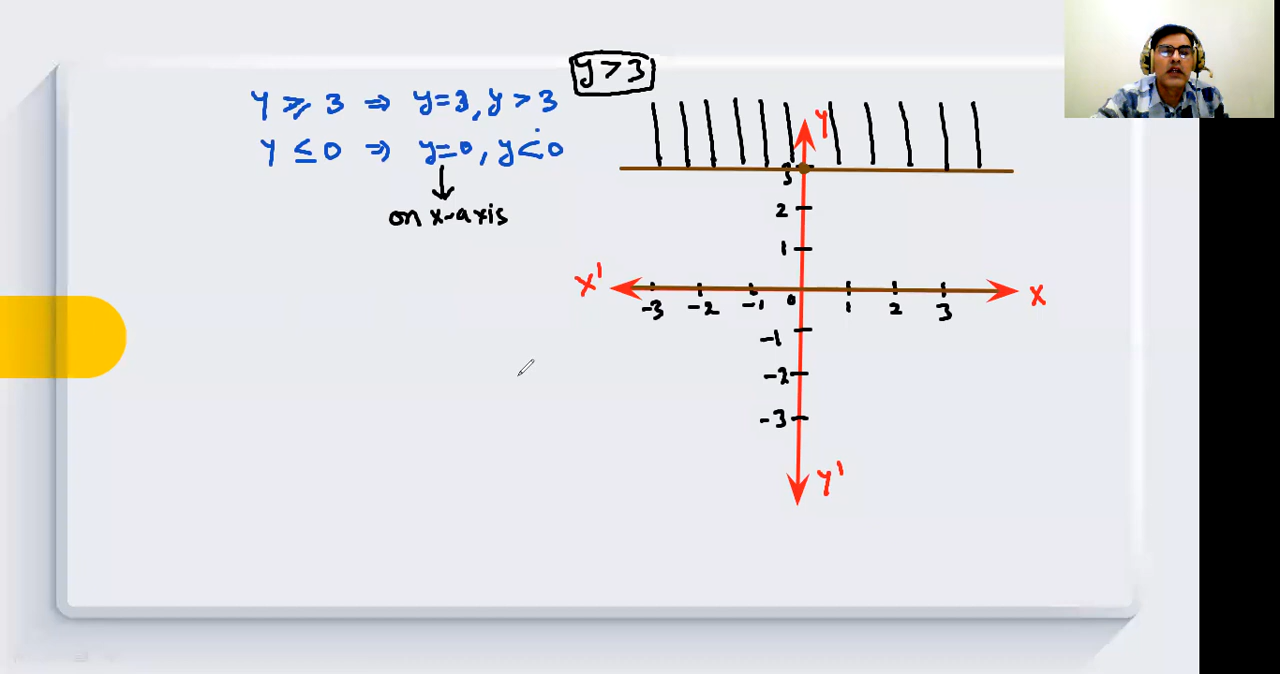 y > 3
y ≥ 3 ⇒ y=3, y > 3
y ≤ 0 ⇒ y=0, y < 0
on x-axis
Y
3
2
1
X' X
-3 -2 -1 0 1 2 3
-1
-2
-3
Y'